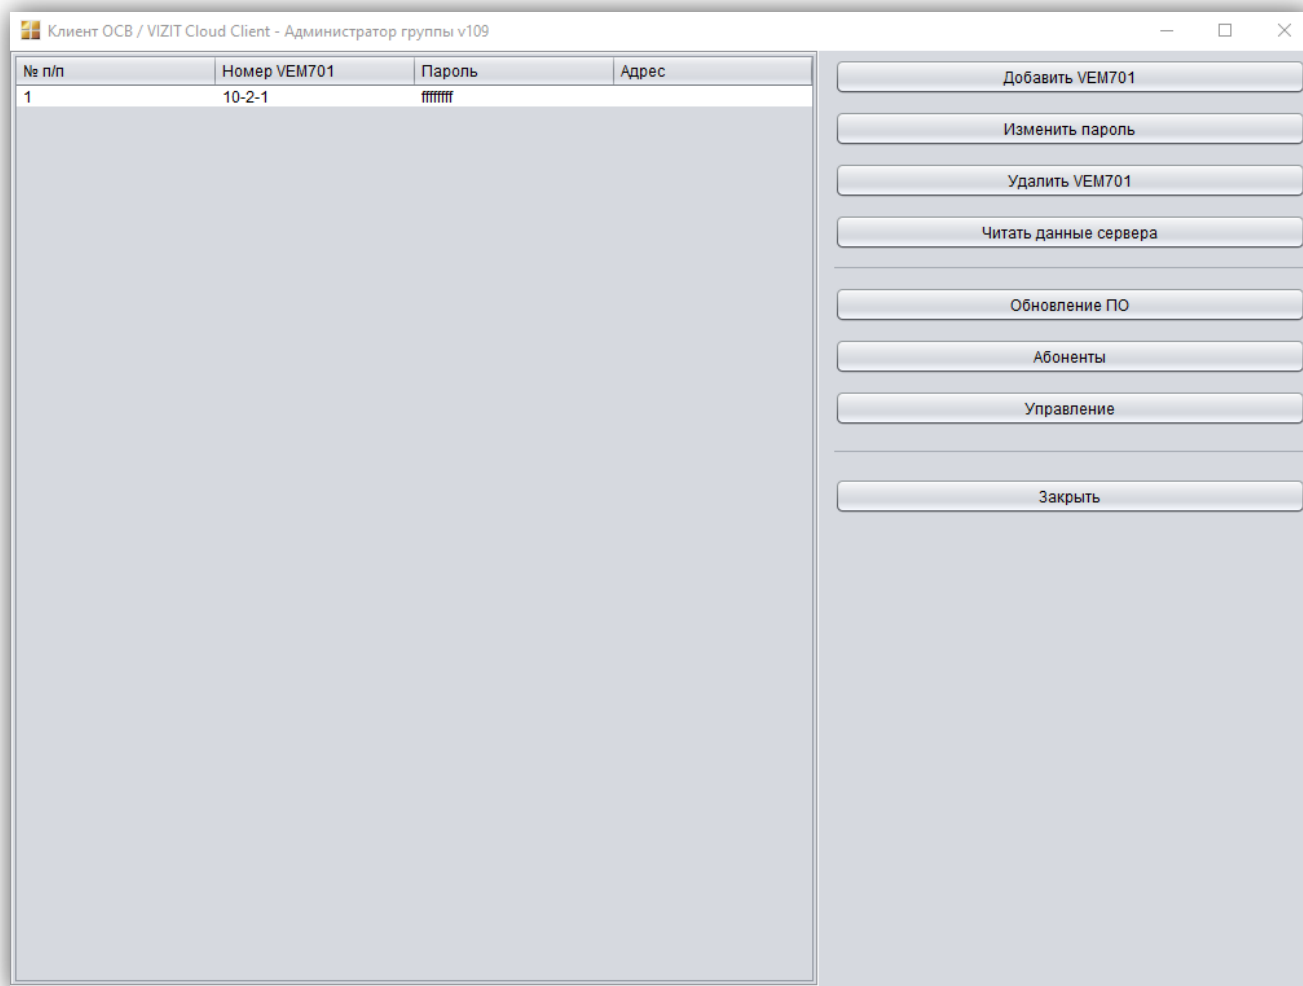 Клиент ОСВ / VIZIT Cloud Client - Администратор группы v109
№ п/п Номер VEM701 Пароль Адрес
1 10-2-1 ffffffff
Добавить VEM701
Изменить пароль
Удалить VEM701
Читать данные сервера
Обновление ПО
Абоненты
Управление
Закрыть